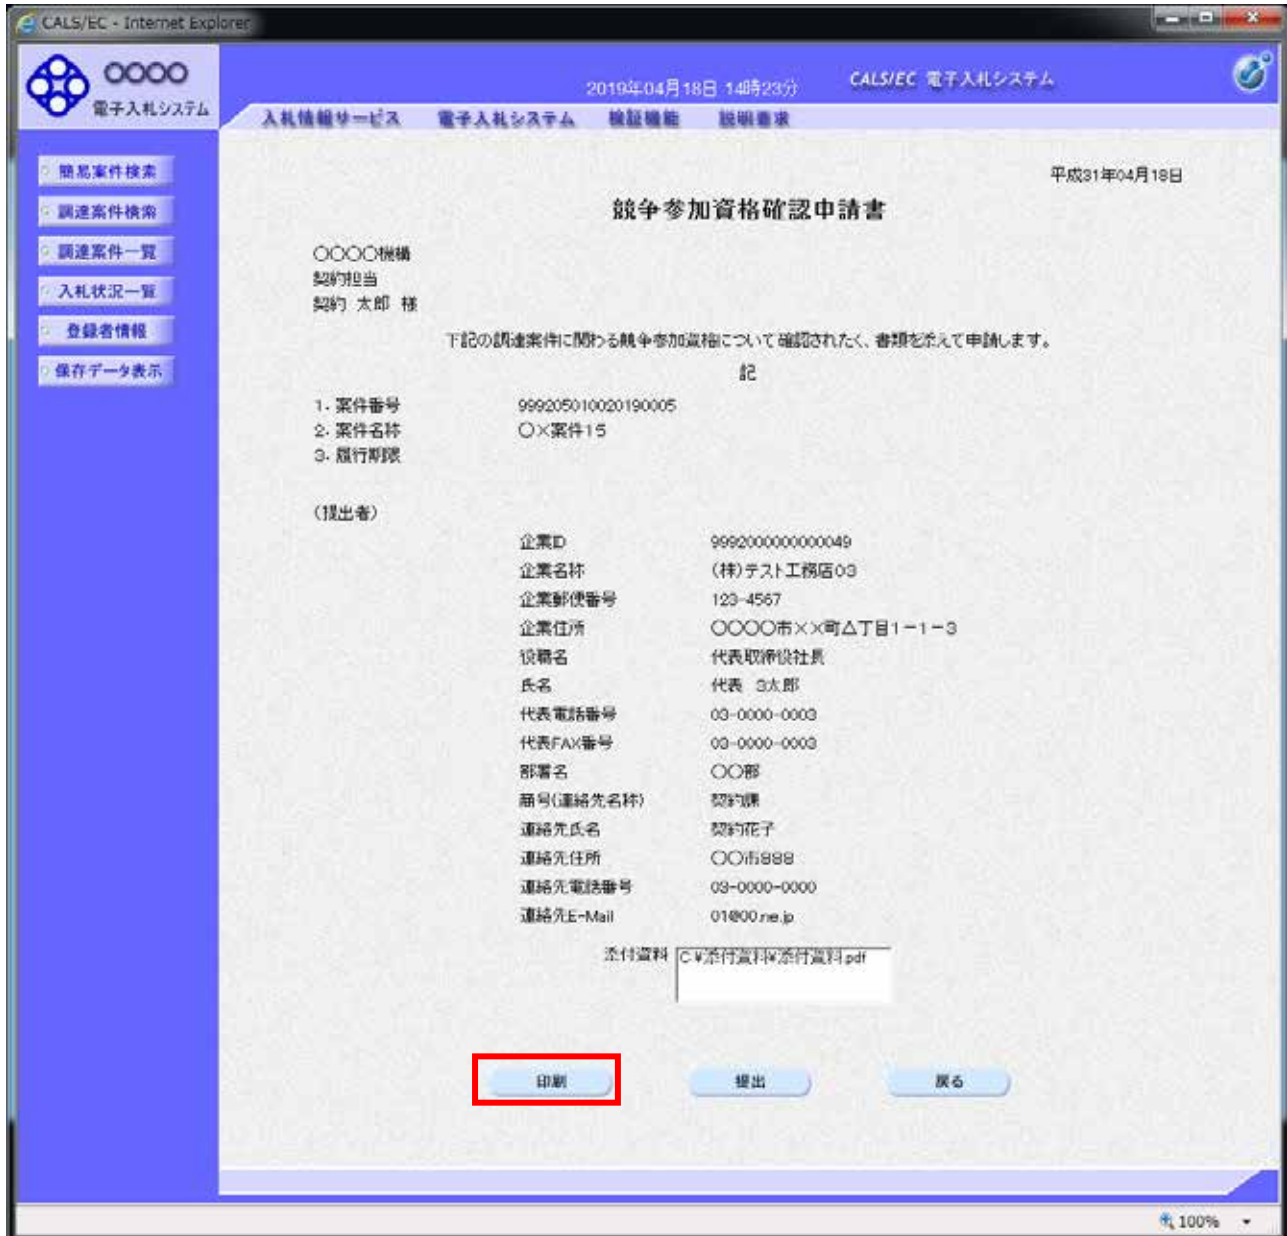 CALS/EC - Internet Explorer
〇〇〇〇
電子入札システム
2019年04月18日 14時23分
CALS/EC 電子入札システム
入札情報サービス 電子入札システム 検証機能 説明要求
簡易案件検索
調達案件検索
調達案件一覧
入札状況一覧
登録者情報
保存データ表示
平成31年04月18日
競争参加資格確認申請書
〇〇〇〇機構
契約担当
契約 太郎 様
下記の調達案件に関わる競争参加資格について確認されたく、書類を添えて申請します。
記
1. 案件番号 999205010020190005
2. 案件名称 〇×案件15
3. 履行期限
(提出者)
企業ID 9992000000000049
企業名称 (株)テスト工務店03
企業郵便番号 123-4567
企業住所 〇〇〇〇市××町△丁目1-1-3
役職名 代表取締役社長
氏名 代表 3太郎
代表電話番号 03-0000-0003
代表FAX番号 03-0000-0003
部署名 〇〇部
商号(連絡先名称) 契約課
連絡先氏名 契約花子
連絡先住所 〇〇市888
連絡先電話番号 03-0000-0000
連絡先E-Mail 01@00.ne.jp
添付資料 C:¥添付資料¥添付資料.pdf
印刷 提出 戻る
100%